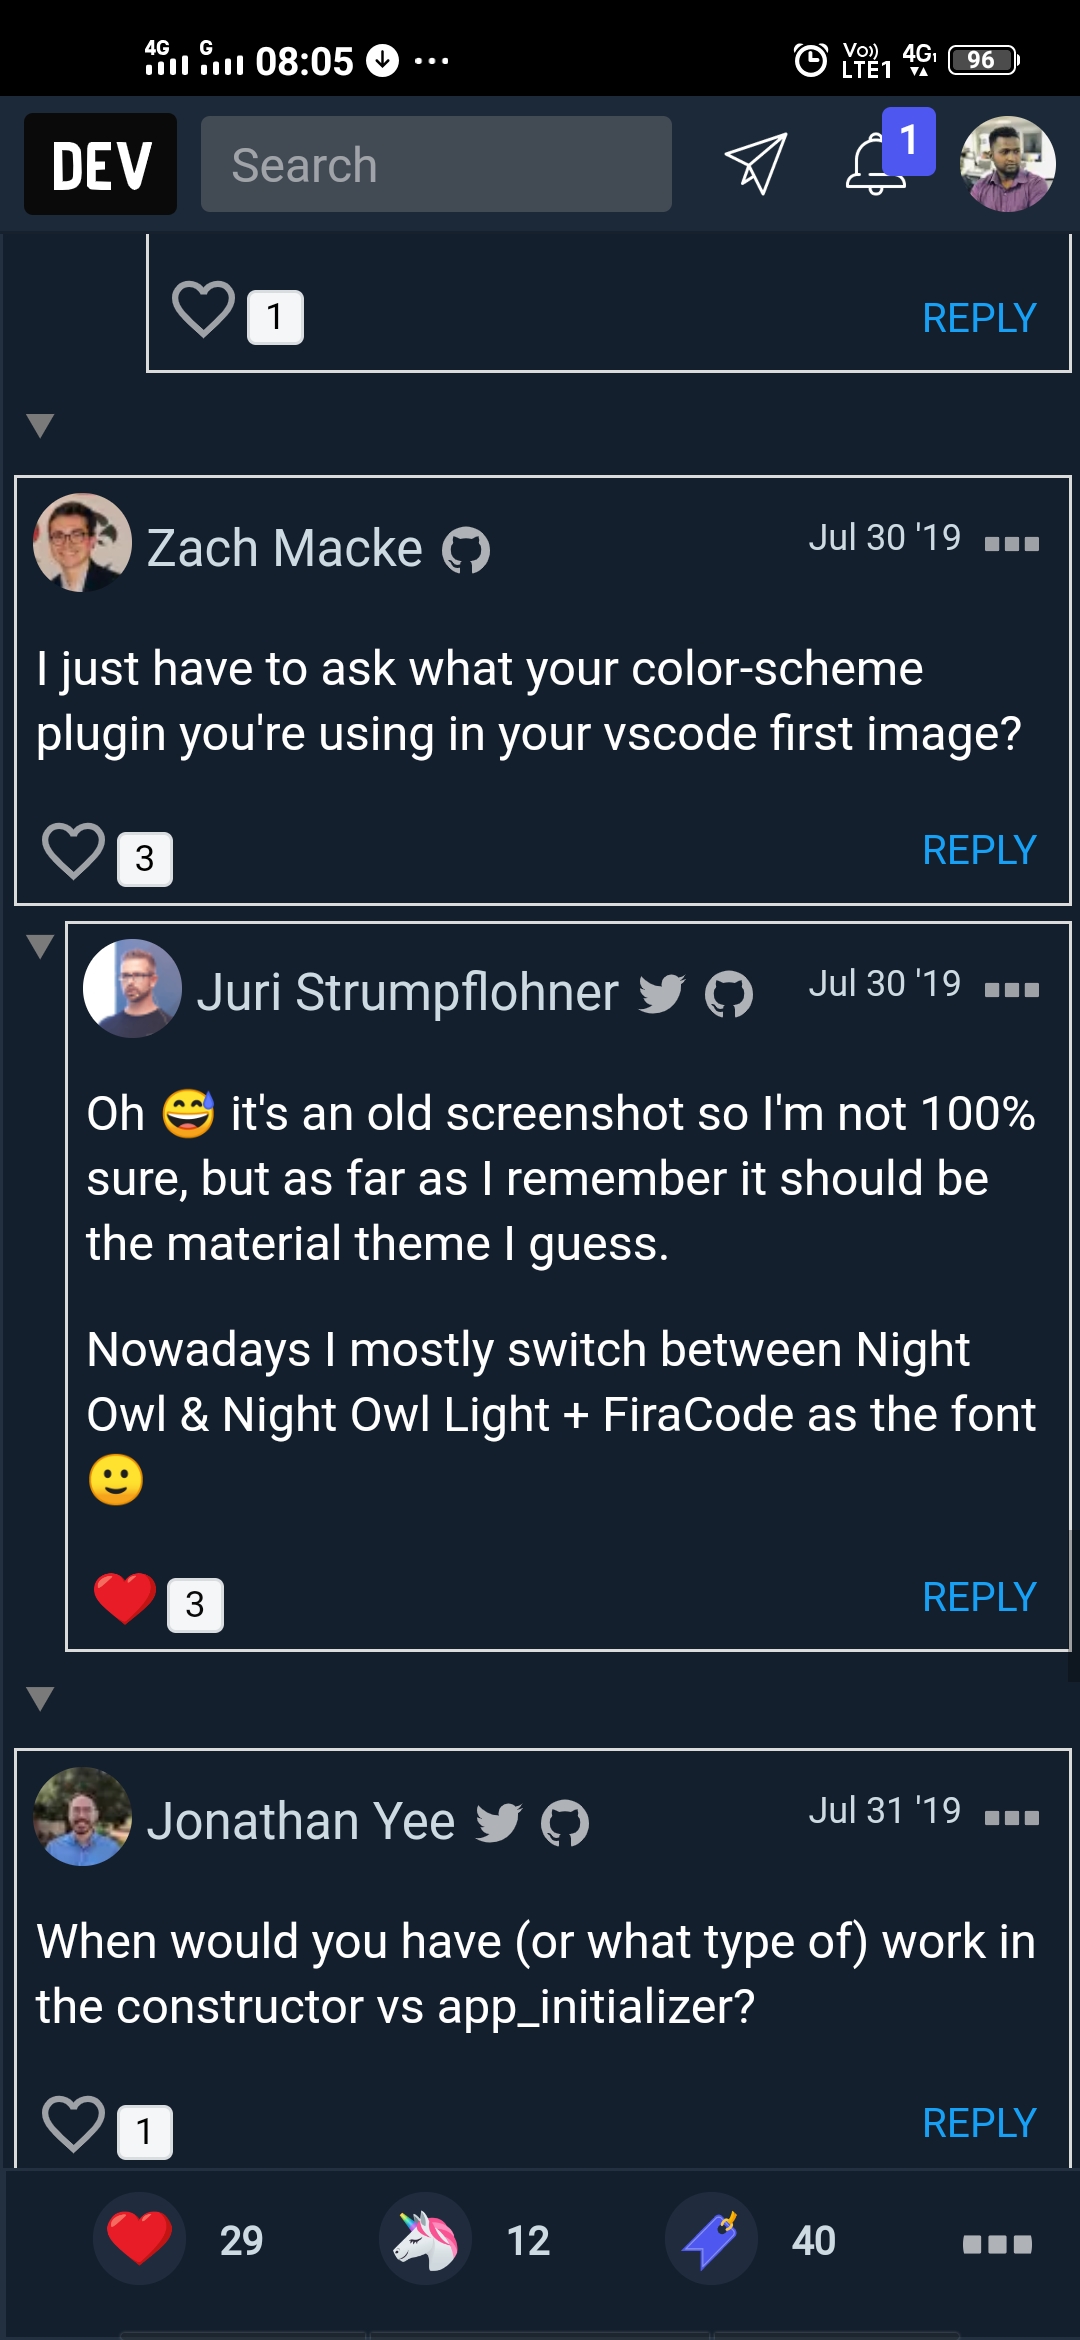 4G G 08:05 Vo)) LTE1 4G1 96
DEV Search 1
1 REPLY
Zach Macke Jul 30 '19
I just have to ask what your color-scheme
plugin you're using in your vscode first image?
3 REPLY
Juri Strumpflohner Jul 30 '19
Oh 😅 it's an old screenshot so I'm not 100%
sure, but as far as I remember it should be
the material theme I guess.
Nowadays I mostly switch between Night
Owl & Night Owl Light + FiraCode as the font
🙂
3 REPLY
Jonathan Yee Jul 31 '19
When would you have (or what type of) work in
the constructor vs app_initializer?
1 REPLY
29 12 40